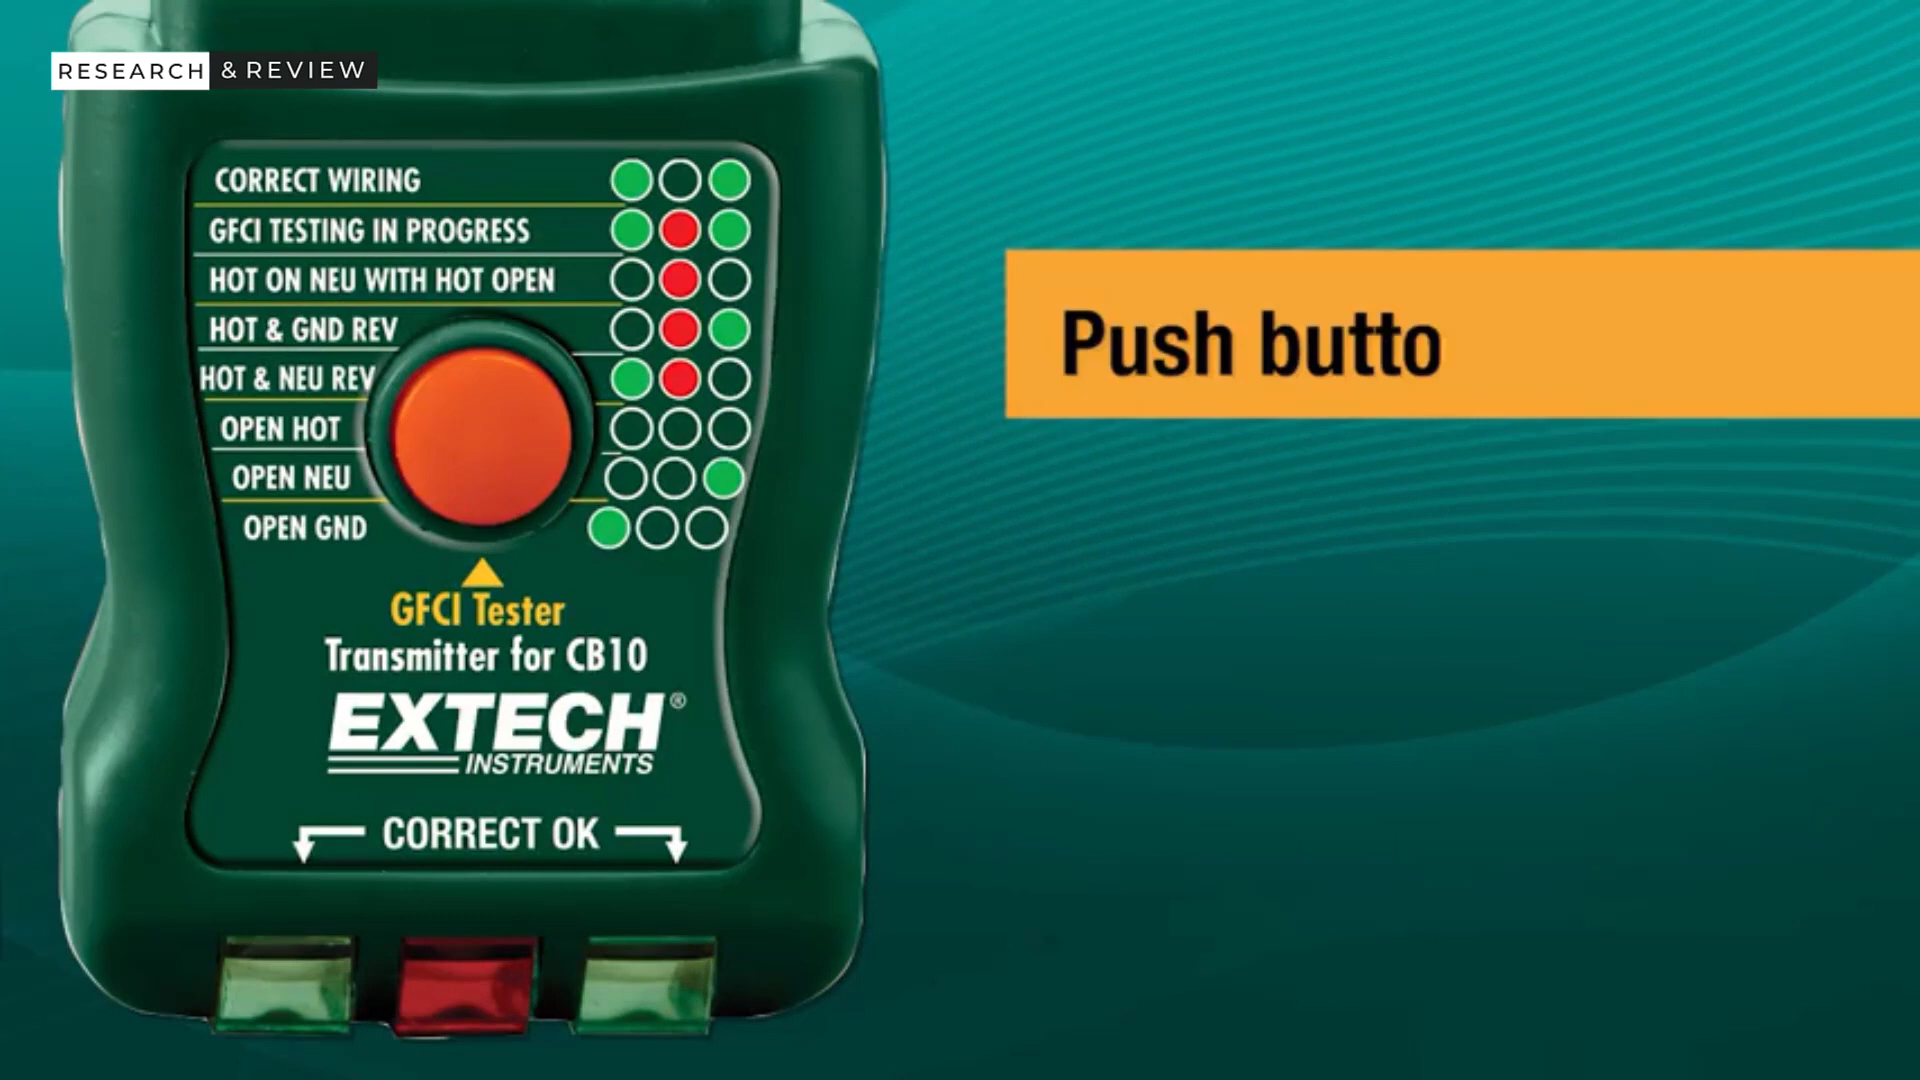 RESEARCH & REVIEW
CORRECT WIRING
GFCI TESTING IN PROGRESS
HOT ON NEU WITH HOT OPEN
HOT & GND REV
HOT & NEU REV
OPEN HOT
OPEN NEU
OPEN GND
GFCI Tester
Transmitter for CB10
EXTECH®
INSTRUMENTS
CORRECT OK
Push butto